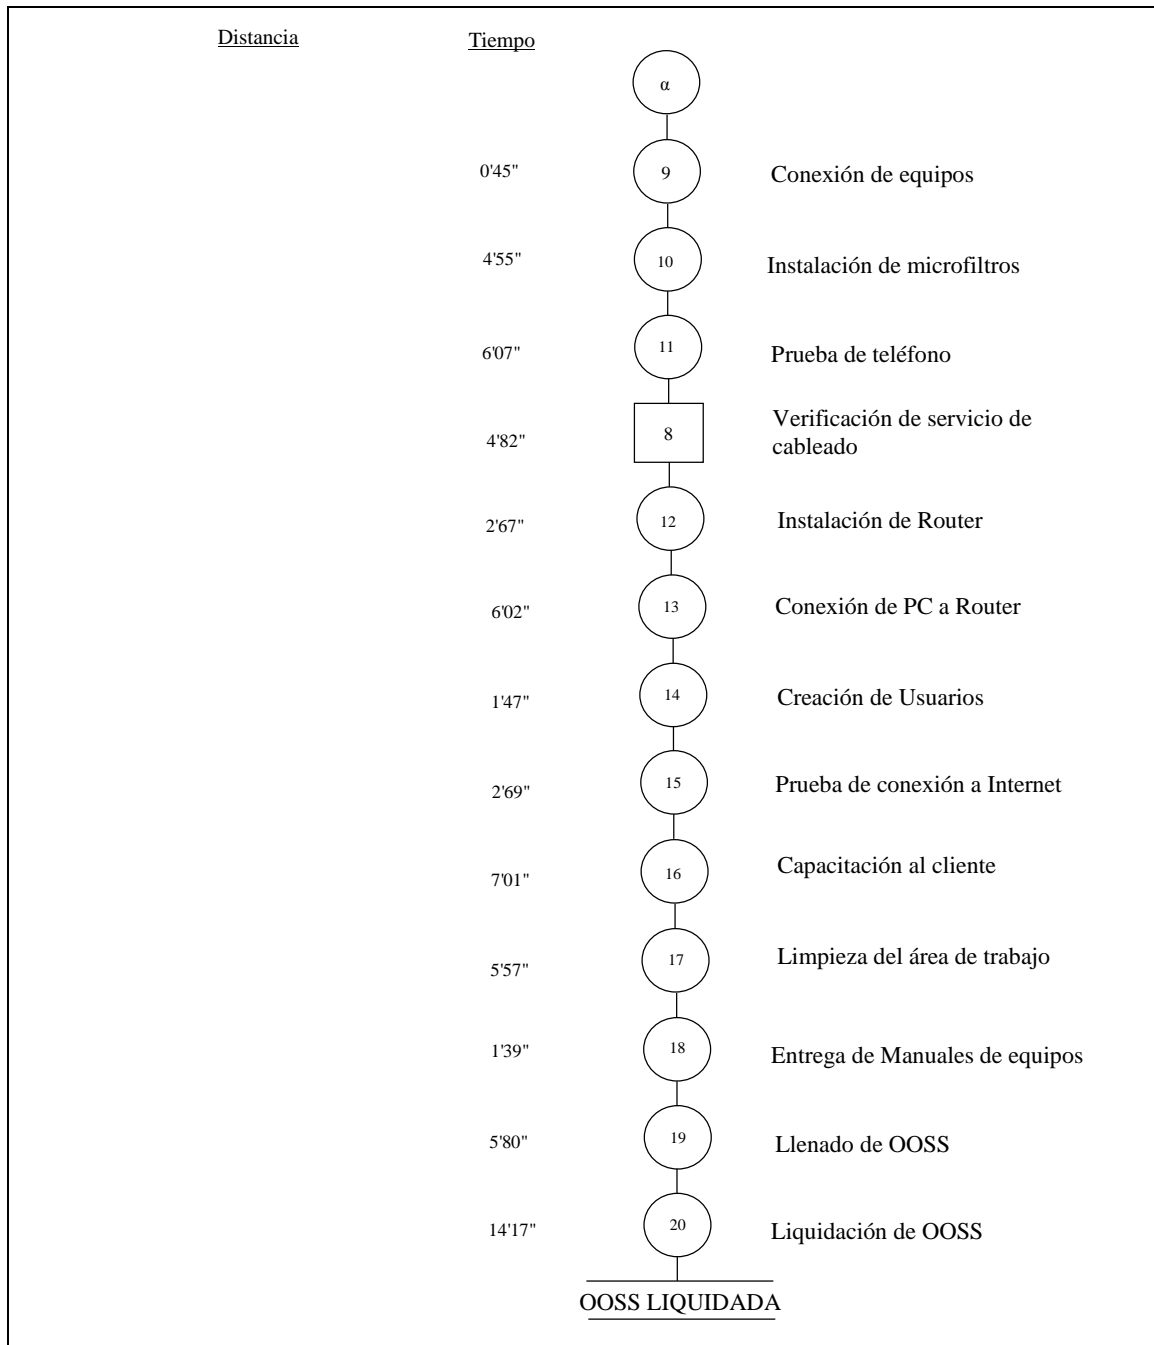 Distancia Tiempo
α
0'45" 9 Conexión de equipos
4'55" 10 Instalación de microfiltros
6'07" 11 Prueba de teléfono
4'82" 8 Verificación de servicio de
cableado
2'67" 12 Instalación de Router
6'02" 13 Conexión de PC a Router
1'47" 14 Creación de Usuarios
2'69" 15 Prueba de conexión a Internet
7'01" 16 Capacitación al cliente
5'57" 17 Limpieza del área de trabajo
1'39" 18 Entrega de Manuales de equipos
5'80" 19 Llenado de OOSS
14'17" 20 Liquidación de OOSS
OOSS LIQUIDADA